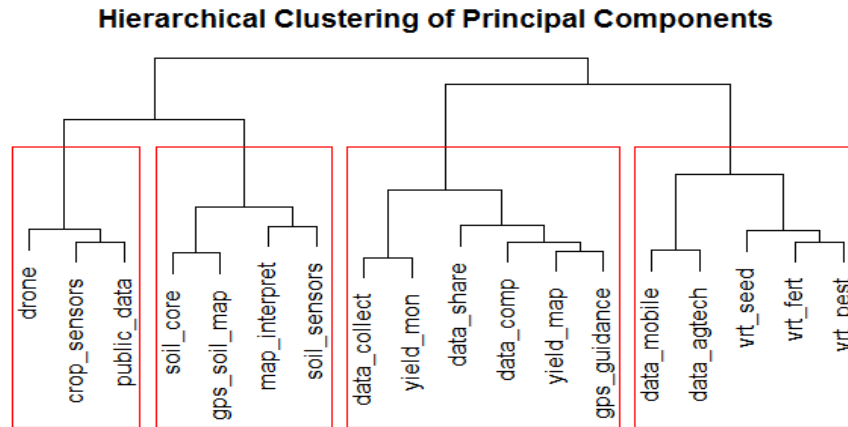 Hierarchical Clustering of Principal Components
drone
crop_sensors
public_data
soil_core
gps_soil_map
map_interpret
soil_sensors
data_collect
yield_mon
data_share
data_comp
yield_map
gps_guidance
data_mobile
data_agtech
vrt_seed
vrt_fert
vrt_pest